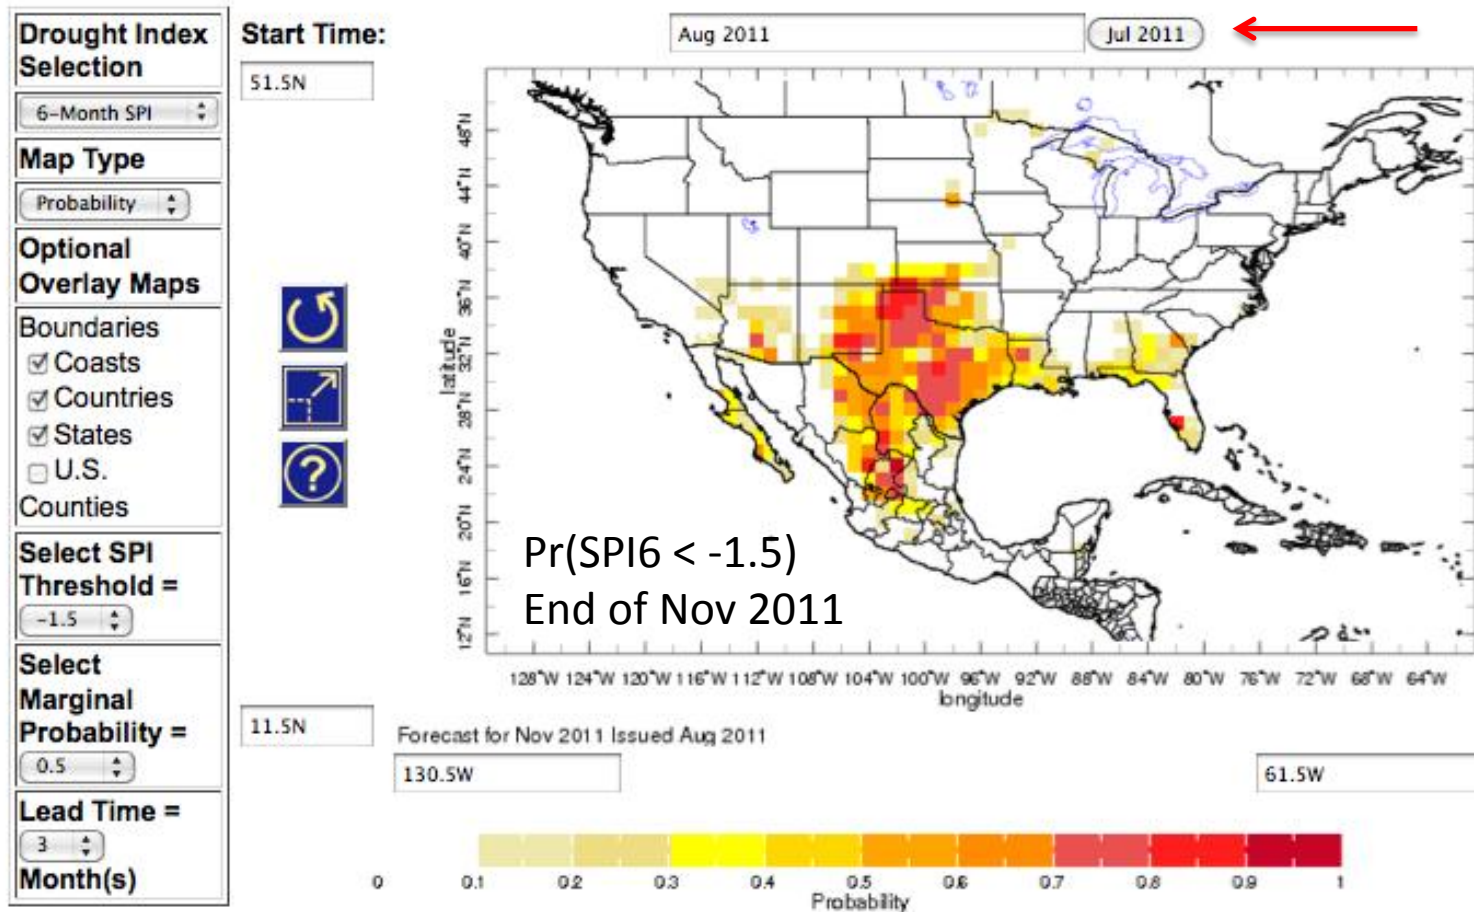 Drought Index
Selection
6-Month SPI
Map Type
Probability
Optional
Overlay Maps
Boundaries
Coasts
Countries
States
U.S.
Counties
Select SPI
Threshold =
-1.5
Select
Marginal
Probability =
0.5
Lead Time =
3
Month(s)
Start Time:
Aug 2011
Jul 2011
51.5N
latitude
48°N
44°N
40°N
36°N
32°N
28°N
24°N
20°N
16°N
12°N
Pr(SPI6 < -1.5)
End of Nov 2011
128°W 124°W 120°W 116°W 112°W 108°W 104°W 100°W 96°W 92°W 88°W 84°W 80°W 76°W 72°W 68°W 64°W
longitude
11.5N
Forecast for Nov 2011 Issued Aug 2011
130.5W
61.5W
0 0.1 0.2 0.3 0.4 0.5 0.6 0.7 0.8 0.9 1
Probability